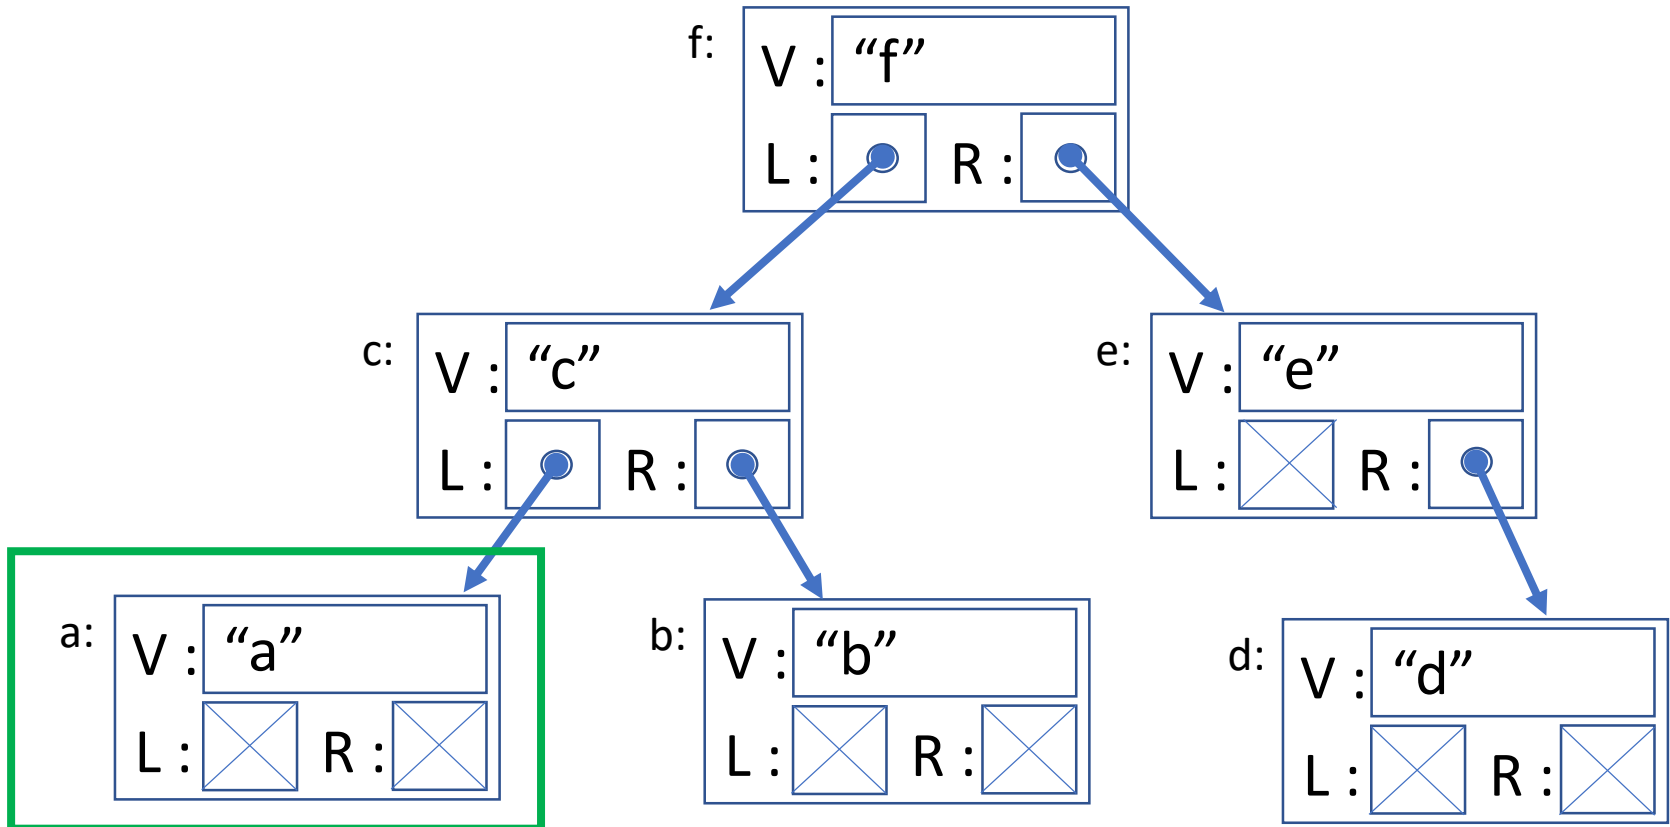 f:
V : “f”
L : R :
c:
V : “c”
L : R :
e:
V : “e”
L : R :
a:
V : “a”
L : R :
b:
V : “b”
L : R :
d:
V : “d”
L : R :